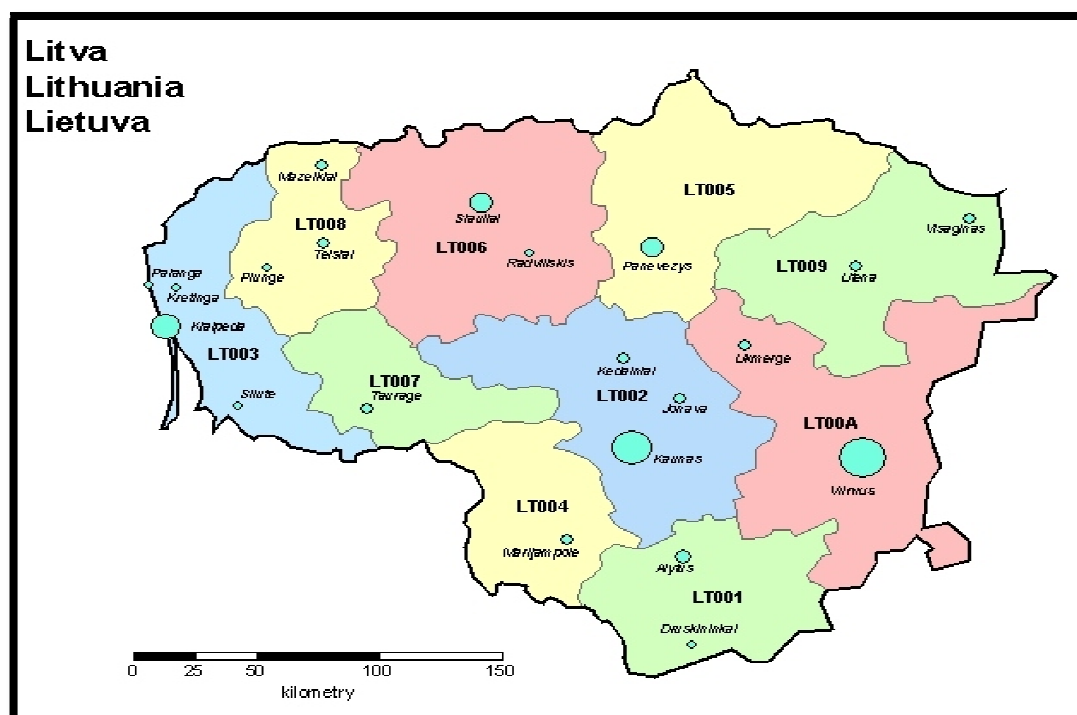 Litva
Lithuania
Lietuva
Mazeikiai
LT008
Telsiai
Plunge
Siauliai
LT006
Radviliskis
LT005
Panevezys
Visaginas
LT009
Utena
Palanga
Kretinga
Klaipeda
LT003
Silute
LT007
Taurage
Kedainiai
LT002
Jonava
Kaunas
Ukmerge
LT00A
Vilnius
LT004
Marijampole
Alytus
LT001
Druskininkai
0 25 50 100 150
kilometry